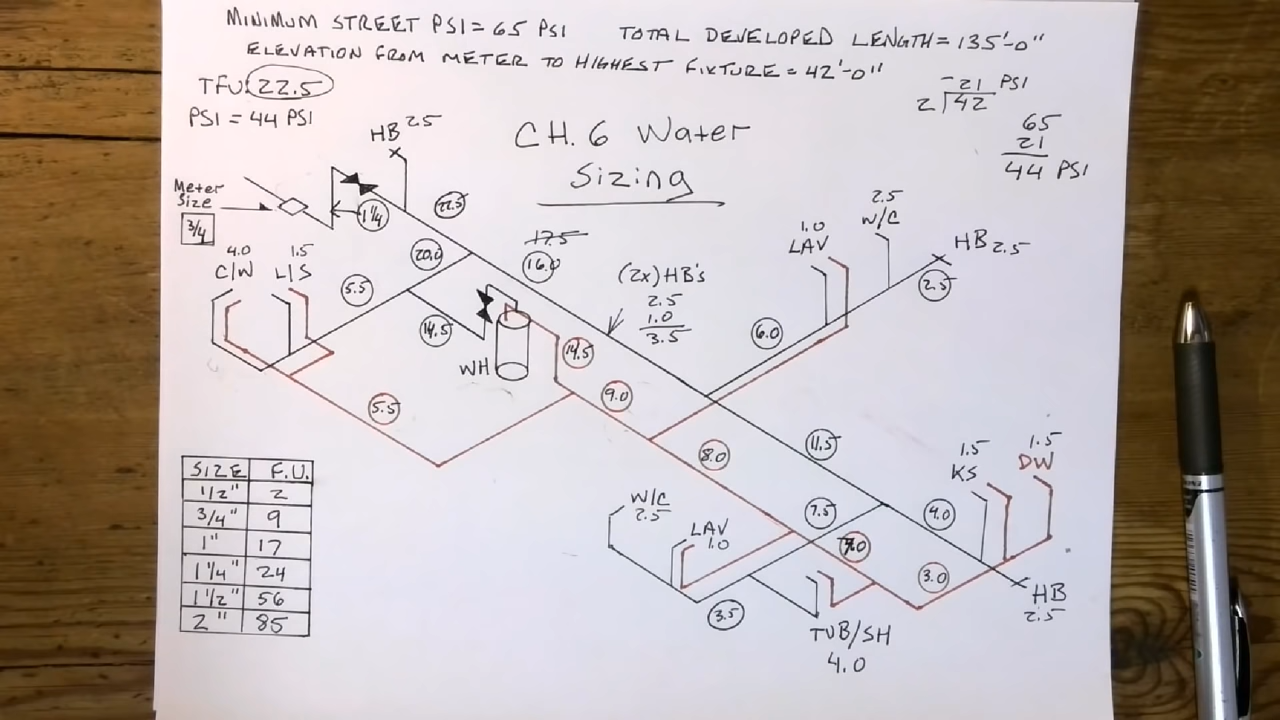 MINIMUM STREET PSI = 65 PSI TOTAL DEVELOPED LENGTH = 135'-0"
ELEVATION FROM METER TO HIGHEST FIXTURE = 42'-0"
TFU: 22.5
PSI = 44 PSI
-21 PSI
2 42
65
21
44 PSI
CH. 6 Water
Sizing
HB 2.5
Meter
Size
3/4
1 1/4
22.5
20.0
17.5
16.0
4.0
C/W
1.5
L/S
5.5
14.5
WH
14.5
5.5
9.0
(2x) HB's
2.5
1.0
3.5
1.0
LAV
2.5
W/C
HB 2.5
2.5
6.0
8.0
11.5
1.5
KS
1.5
DW
4.0
7.5
7.0
3.0
W/C
2.5
LAV
1.0
3.5
TUB/SH
4.0
HB
2.5
SIZE F.U.
1/2" 2
3/4" 9
1" 17
1 1/4" 24
1 1/2" 56
2" 85